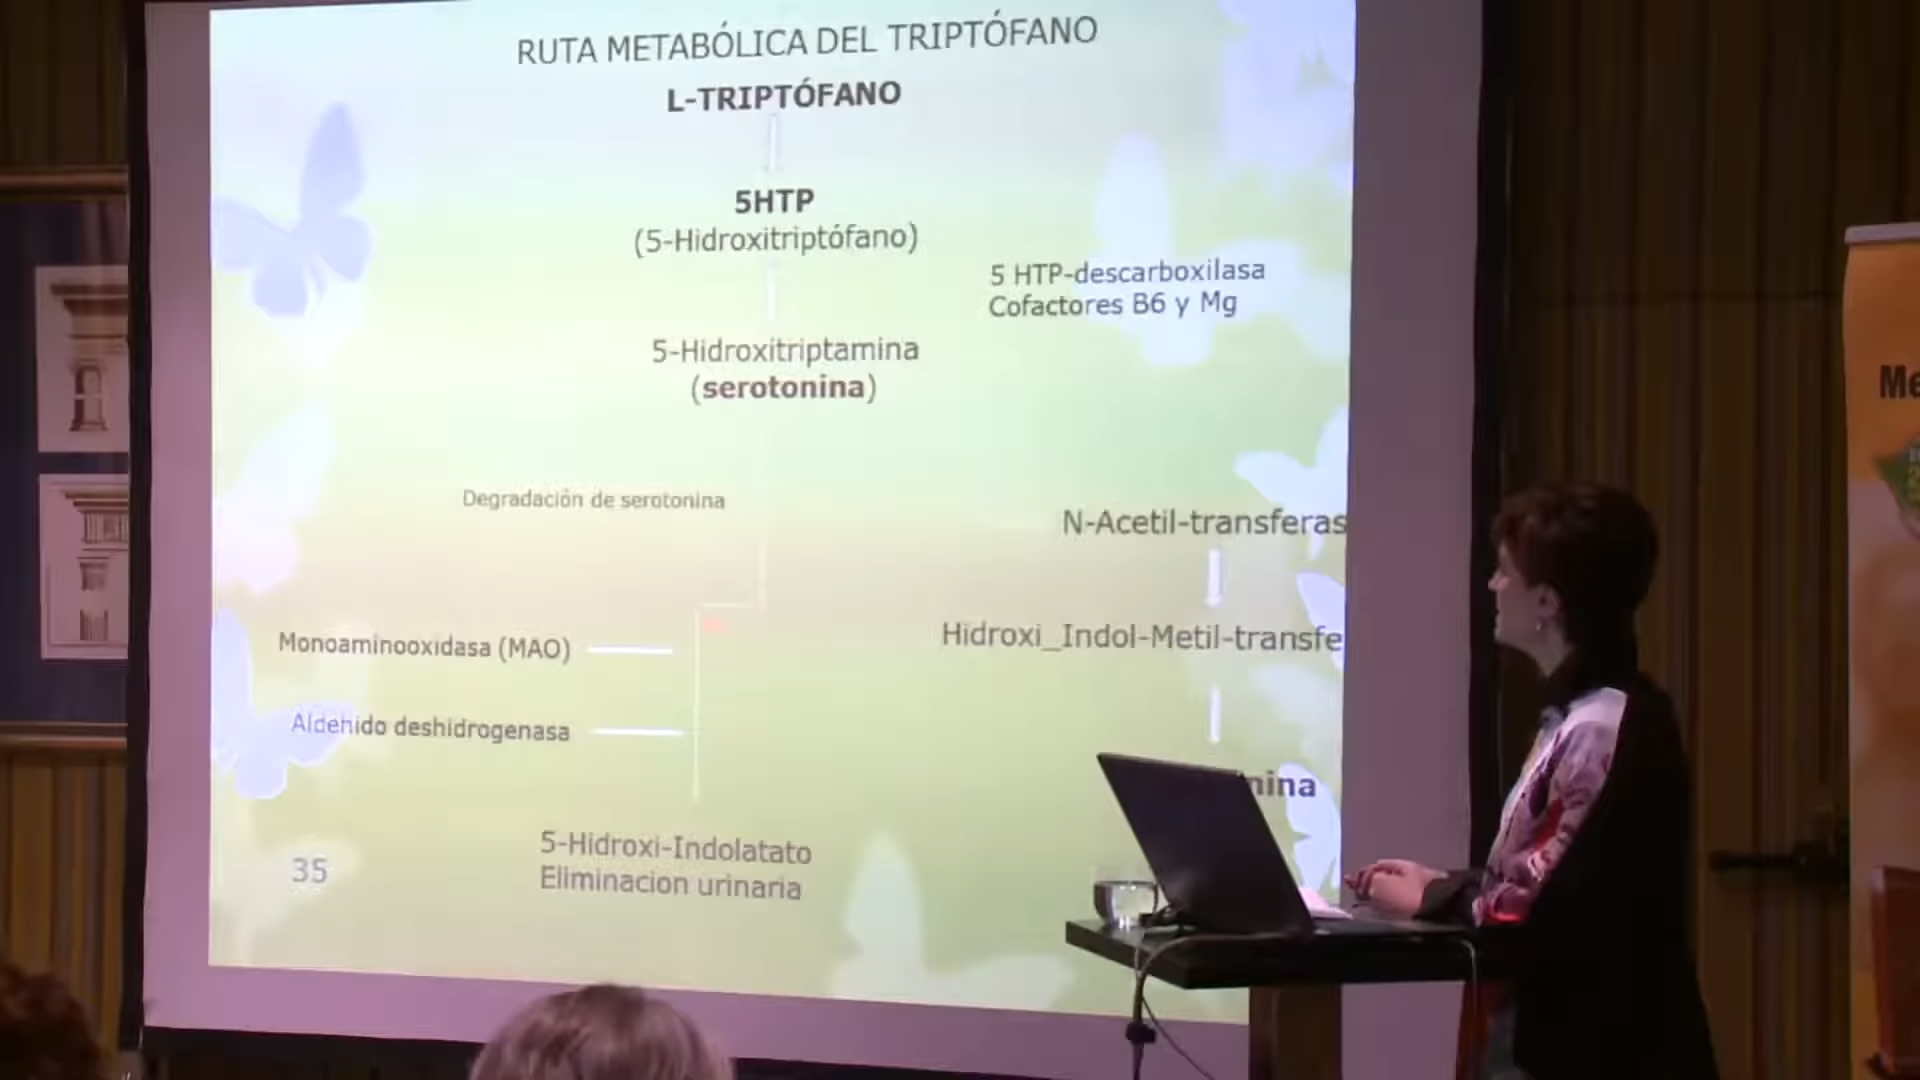 RUTA METABÓLICA DEL TRIPTÓFANO
L-TRIPTÓFANO
5HTP
(5-Hidroxitriptófano)
5 HTP-descarboxilasa
Cofactores B6 y Mg
5-Hidroxitriptamina
(serotonina)
Degradación de serotonina
N-Acetil-transferas
Hidroxi_Indol-Metil-transfe
Monoaminooxidasa (MAO)
Aldehido deshidrogenasa
nina
5-Hidroxi-Indolatato
Eliminacion urinaria
35
Me